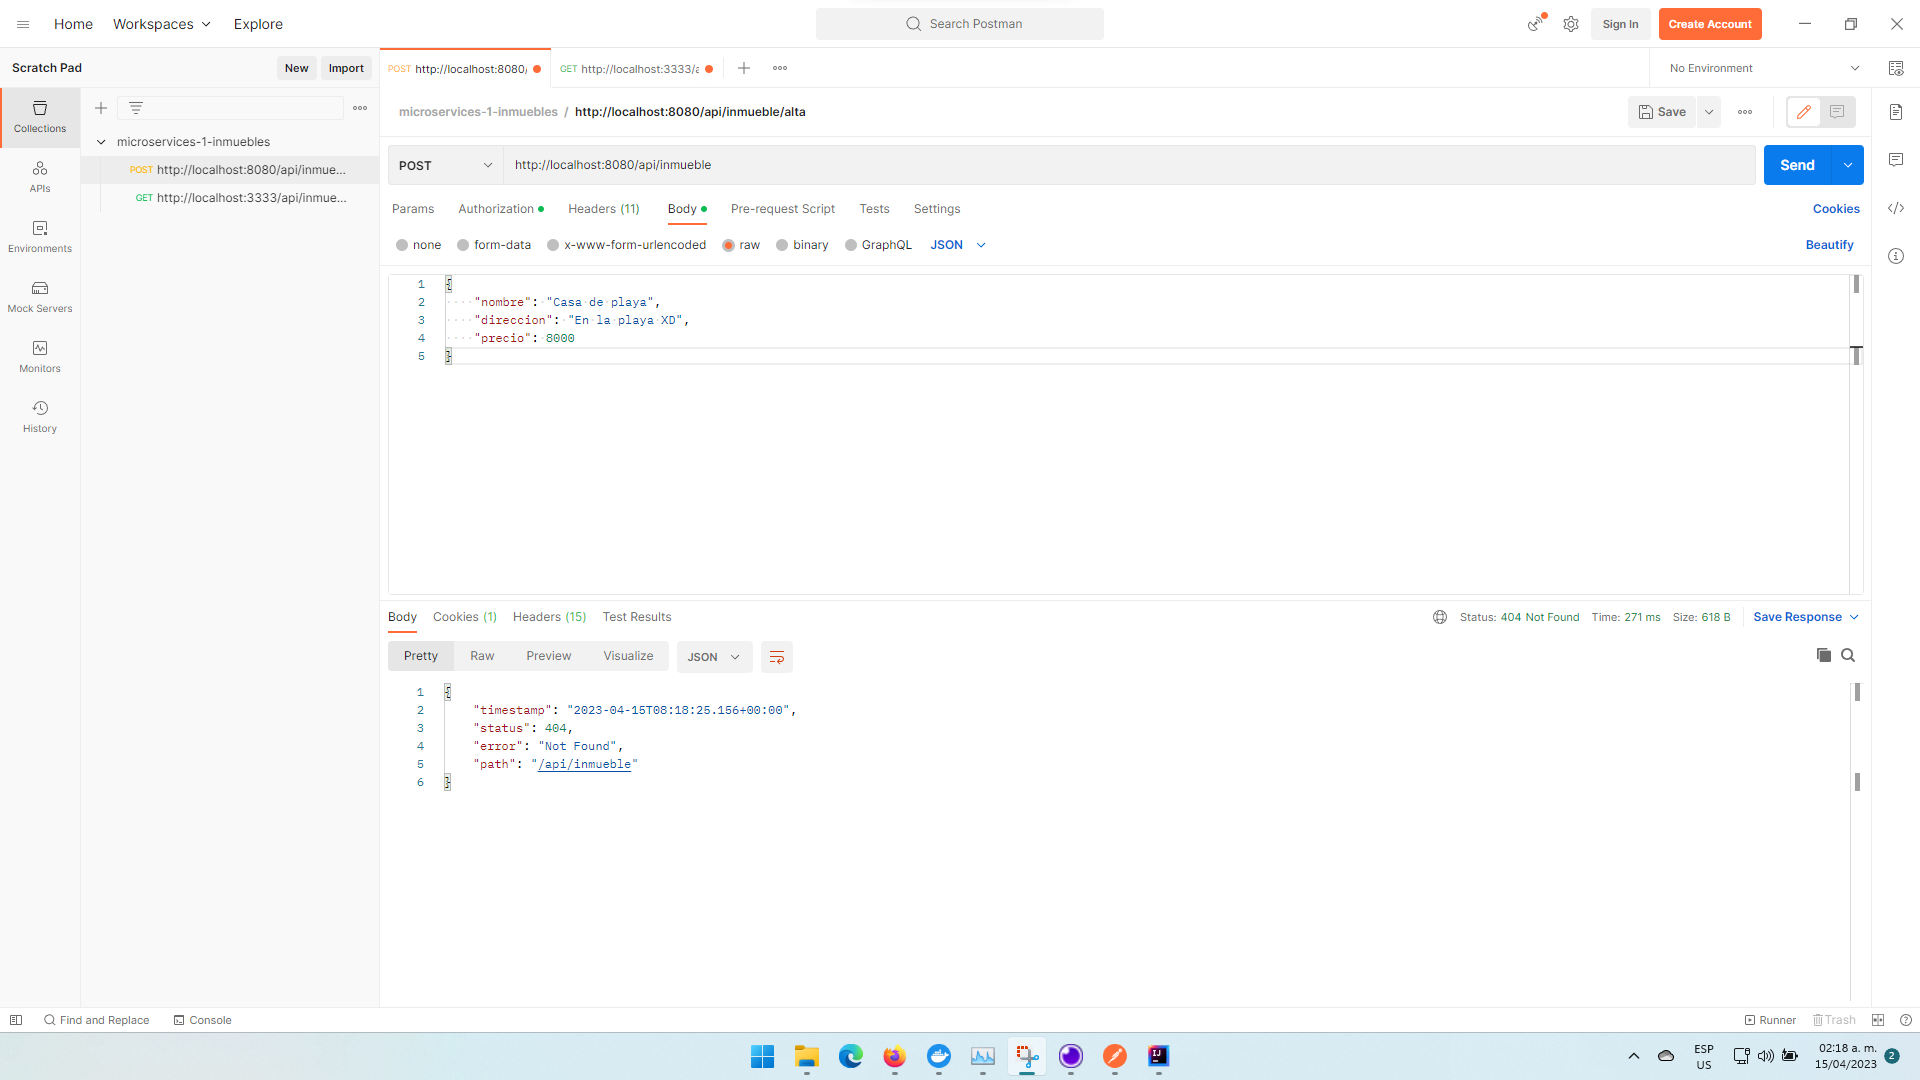 Home
Workspaces
Explore
Search Postman
Sign In
Create Account
Scratch Pad
New
Import
POST http://localhost:8080/
GET http://localhost:3333/a
No Environment
Collections
microservices-1-inmuebles / http://localhost:8080/api/inmueble/alta
Save
microservices-1-inmuebles
POST http://localhost:8080/api/inmue...
GET http://localhost:3333/api/inmue...
APIs
Environments
Mock Servers
Monitors
History
POST
http://localhost:8080/api/inmueble
Send
Params
Authorization
Headers (11)
Body
Pre-request Script
Tests
Settings
Cookies
none
form-data
x-www-form-urlencoded
raw
binary
GraphQL
JSON
Beautify
1 {
2 ····"nombre":·"Casa·de·playa",
3 ····"direccion":·"En·la·playa·XD",
4 ····"precio":·8000
5 }
Body
Cookies (1)
Headers (15)
Test Results
Status: 404 Not Found
Time: 271 ms
Size: 618 B
Save Response
Pretty
Raw
Preview
Visualize
JSON
1 {
2 "timestamp": "2023-04-15T08:18:25.156+00:00",
3 "status": 404,
4 "error": "Not Found",
5 "path": "/api/inmueble"
6 }
Find and Replace
Console
Runner
Trash
IJ
ESP
US
02:18 a. m.
15/04/2023
2